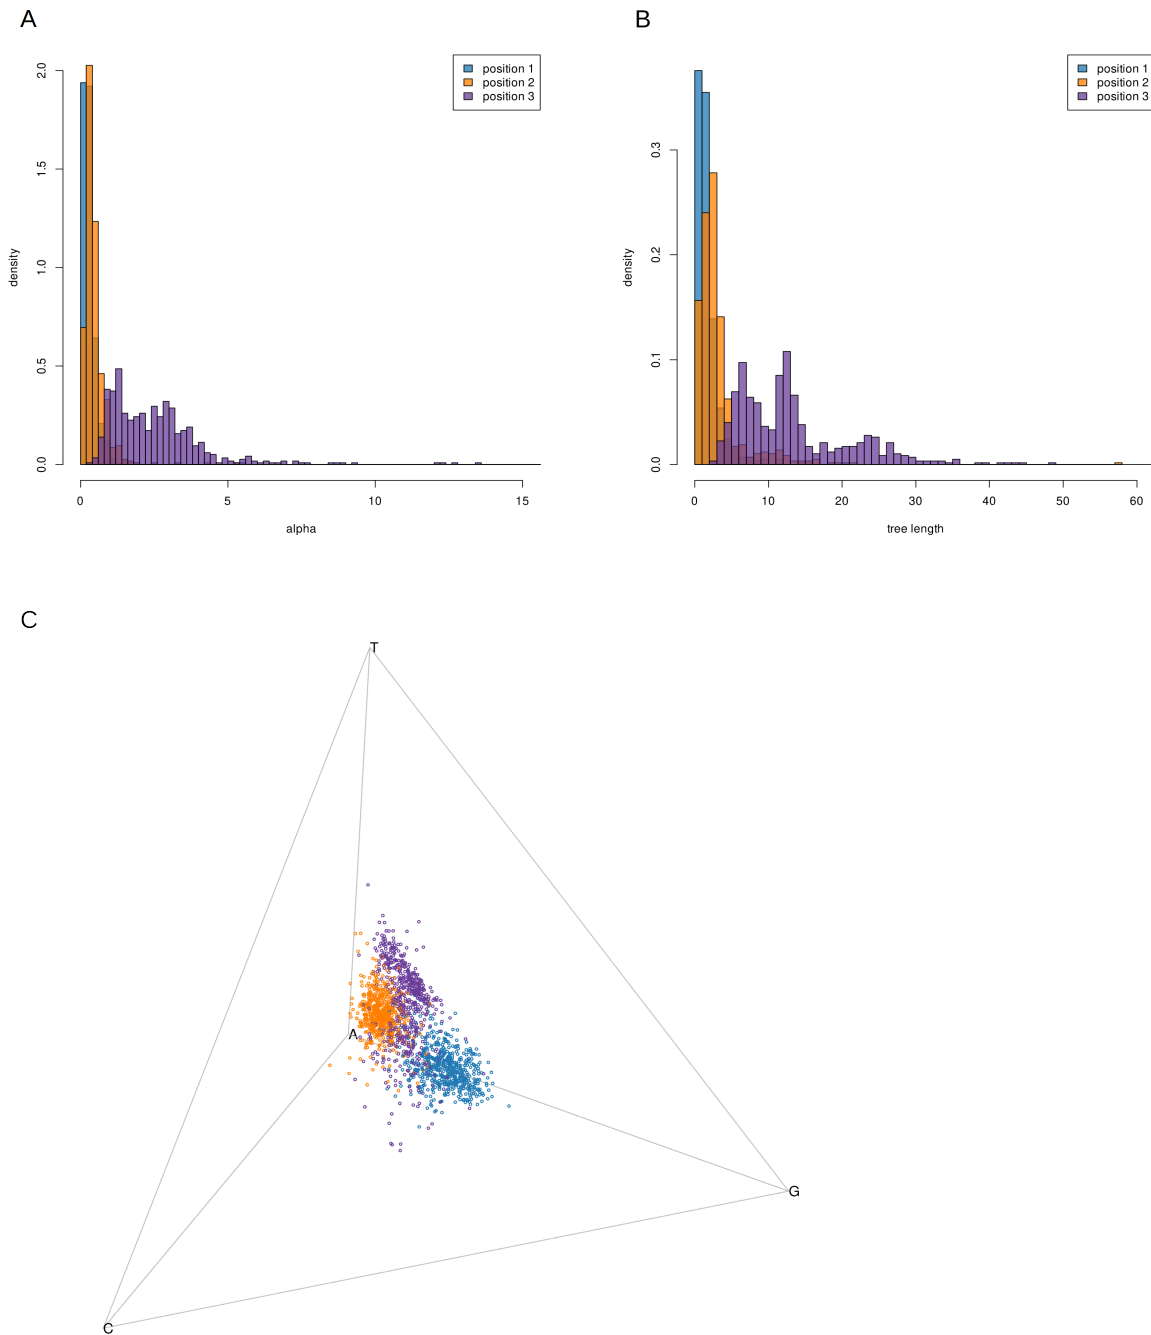 A
B
position 1
position 2
position 3
position 1
position 2
position 3
2.0
1.5
1.0
0.5
0.0
density
0 5 10 15
alpha
0.3
0.2
0.1
0.0
density
0 10 20 30 40 50 60
tree length
C
T
A
G
C